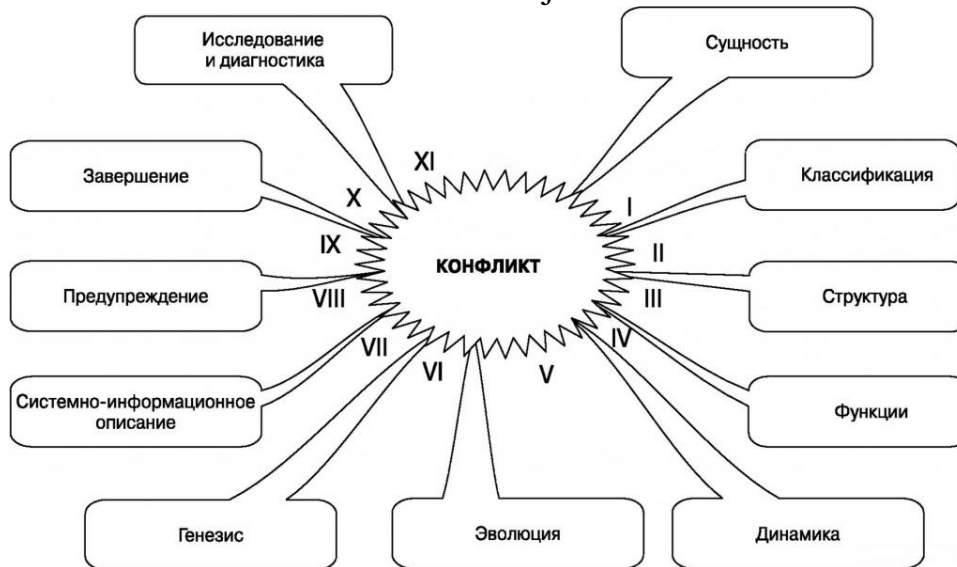 Исследование
и диагностика
Сущность
XI
Завершение
X
I
Классификация
IX
КОНФЛИКТ
II
Предупреждение
VIII
III
Структура
VII
IV
VI
V
Системно-информационное
описание
Функции
Генезис
Эволюция
Динамика